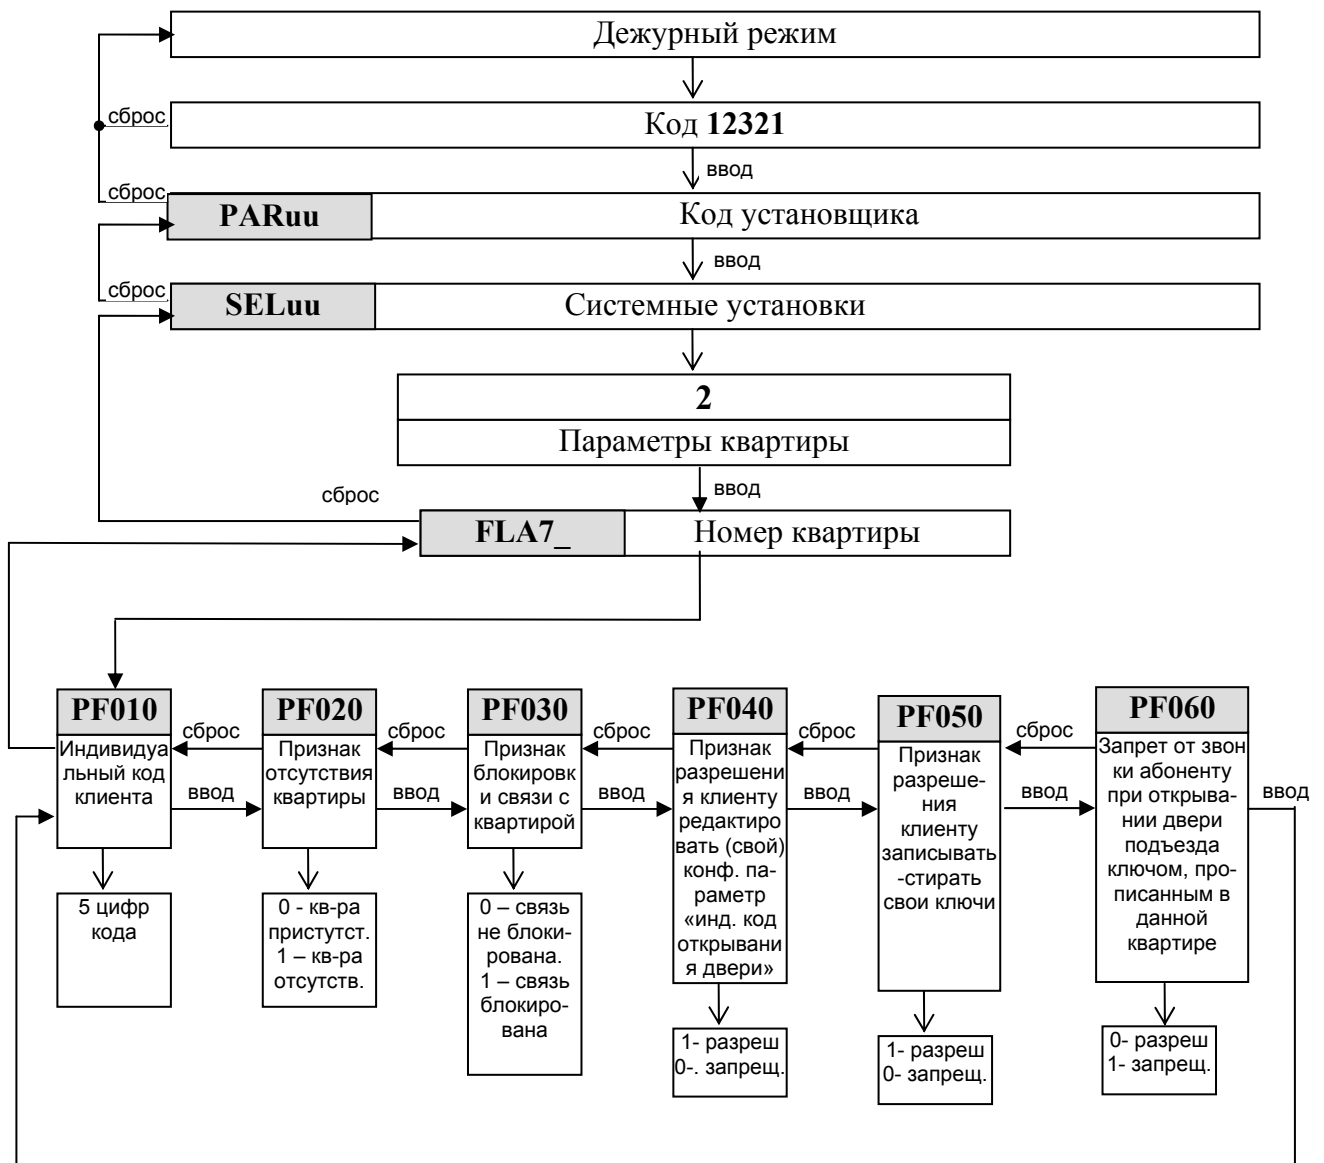 Дежурный режим
сброс
Код 12321
ввод
сброс
PARuu
Код установщика
ввод
сброс
SELuu
Системные установки
2
Параметры квартиры
ввод
сброс
FLA7_
Номер квартиры
PF010
Индивидуа
льный код
клиента
сброс
ввод
PF020
Признак
отсутствия
квартиры
сброс
ввод
PF030
Признак
блокировк
и связи с
квартирой
сброс
ввод
PF040
Признак
разрешени
я клиенту
редактиро
вать (свой)
конф. па-
раметр
«инд. код
открывани
я двери»
сброс
ввод
PF050
Признак
разреше-
ния
клиенту
записывать
-стирать
свои ключи
сброс
ввод
PF060
Запрет от звон
ки абоненту
при открыва-
нии двери
подъезда
ключом, про-
писанным в
данной
квартире
ввод
5 цифр
кода
0 - кв-ра
пристутст.
1 – кв-ра
отсутств.
0 – связь
не блоки-
рована.
1 – связь
блокиро-
вана
1- разреш
0-. запрещ.
1- разреш
0- запрещ.
0- разреш
1- запрещ.